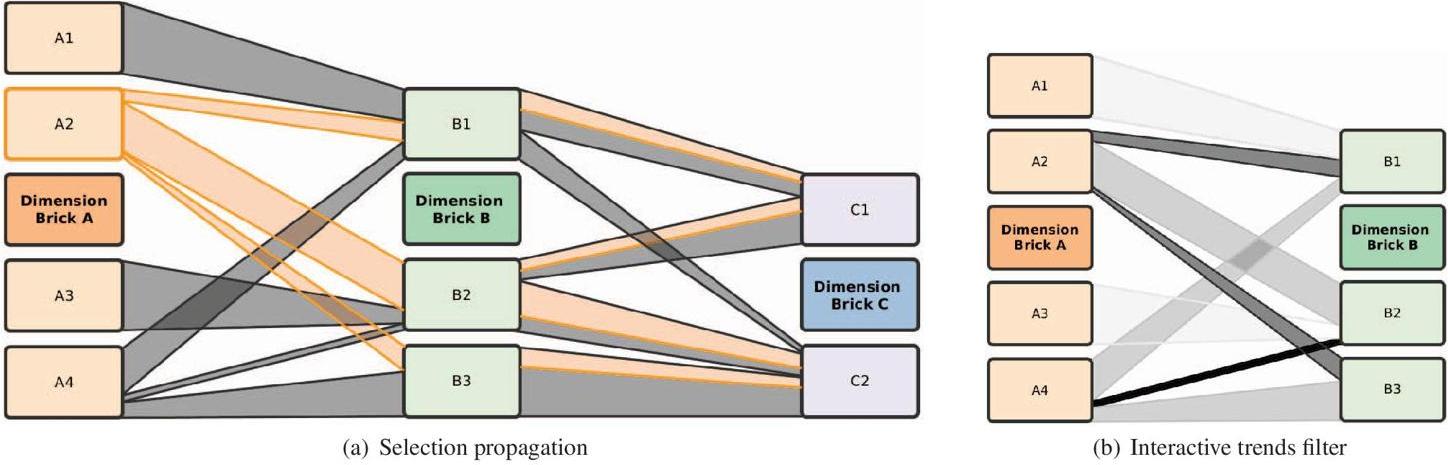 A1
A2
Dimension
Brick A
A3
A4
B1
Dimension
Brick B
B2
B3
C1
Dimension
Brick C
C2
(a) Selection propagation
A1
A2
Dimension
Brick A
A3
A4
B1
Dimension
Brick B
B2
B3
(b) Interactive trends filter